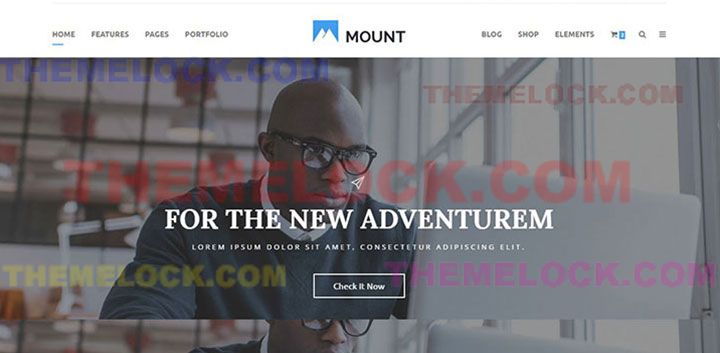 HOME FEATURES PAGES PORTFOLIO MOUNT BLOG SHOP ELEMENTS 2
THEMELOCK.COM THEMELOCK.COM
THEMELOCK.COM
FOR THE NEW ADVENTUREM
LOREM IPSUM DOLOR SIT AMET, CONSECTETUR ADIPISCING ELIT.
THEMELOCK.COM THEMELOCK.COM
Check It Now